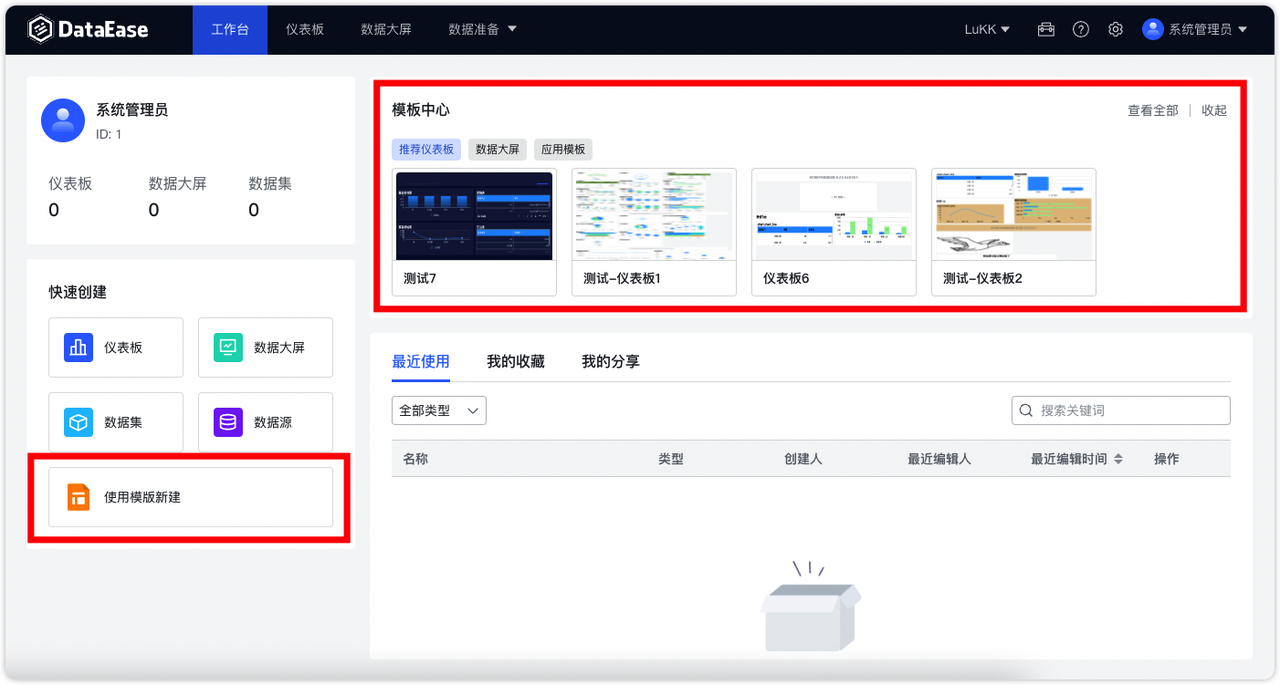 DataEase
工作台 仪表板 数据大屏 数据准备 LuKK 系统管理员
系统管理员
ID: 1
仪表板 数据大屏 数据集
0 0 0
快速创建
仪表板 数据大屏
数据集 数据源
使用模版新建
模板中心 查看全部 收起
推荐仪表板 数据大屏 应用模板
测试7 测试-仪表板1 仪表板6 测试-仪表板2
最近使用 我的收藏 我的分享
全部类型 搜索关键词
名称 类型 创建人 最近编辑人 最近编辑时间 操作